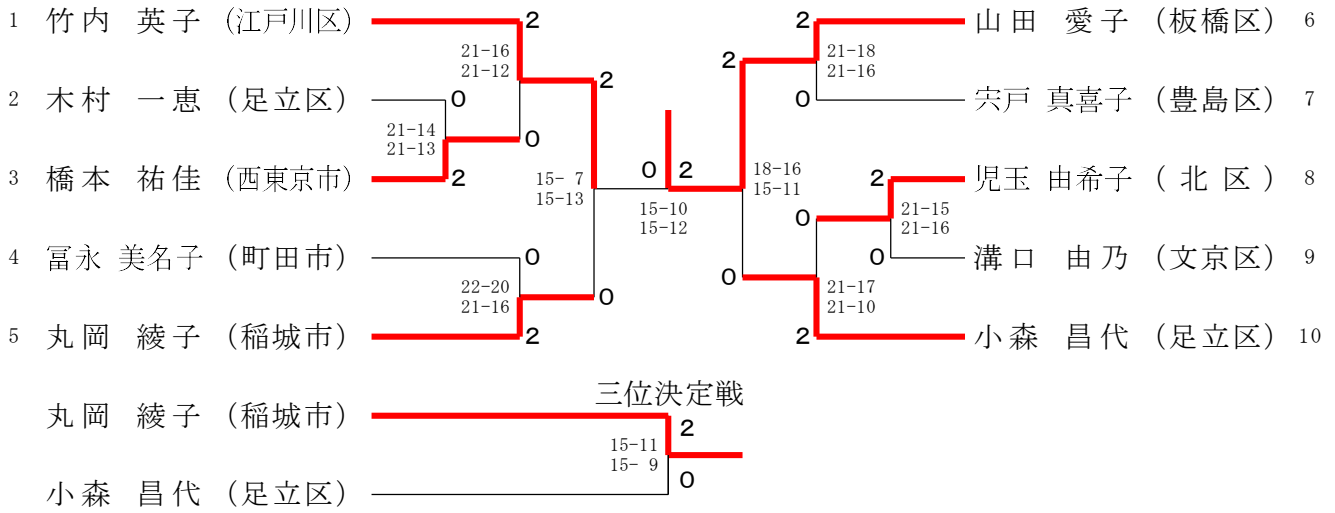 1 竹内 英子 (江戸川区) 2 2 山田 愛子 (板橋区) 6
21-16 21-18
21-12 2 2 21-16
2 木村 一恵 (足立区) 0 0 宍戸 真喜子 (豊島区) 7
21-14 0
21-13
3 橋本 祐佳 (西東京市) 2 15- 7 0 2 18-16 2 児玉 由希子 (北区) 8
15-13 15-11
15-10 0 21-15
15-12 21-16
4 冨永 美名子 (町田市) 0 0 溝口 由乃 (文京区) 9
22-20 0 0 21-17
21-16 21-10
5 丸岡 綾子 (稲城市) 2 2 小森 昌代 (足立区) 10
三位決定戦
丸岡 綾子 (稲城市) 2
15-11
15- 9
小森 昌代 (足立区) 0